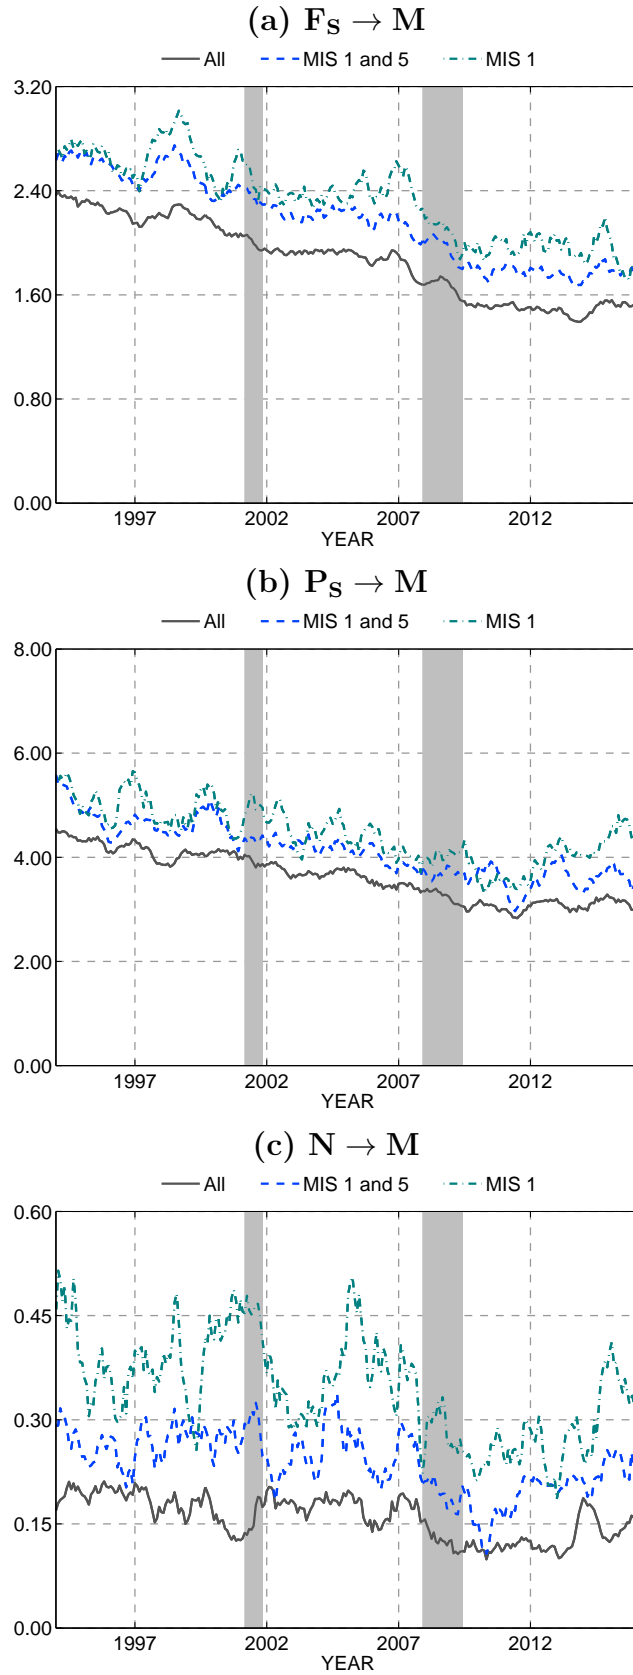 (a) F_S → M
All MIS 1 and 5 MIS 1
3.20
2.40
1.60
0.80
0.00
1997 2002 2007 2012
YEAR
(b) P_S → M
All MIS 1 and 5 MIS 1
8.00
6.00
4.00
2.00
0.00
1997 2002 2007 2012
YEAR
(c) N → M
All MIS 1 and 5 MIS 1
0.60
0.45
0.30
0.15
0.00
1997 2002 2007 2012
YEAR